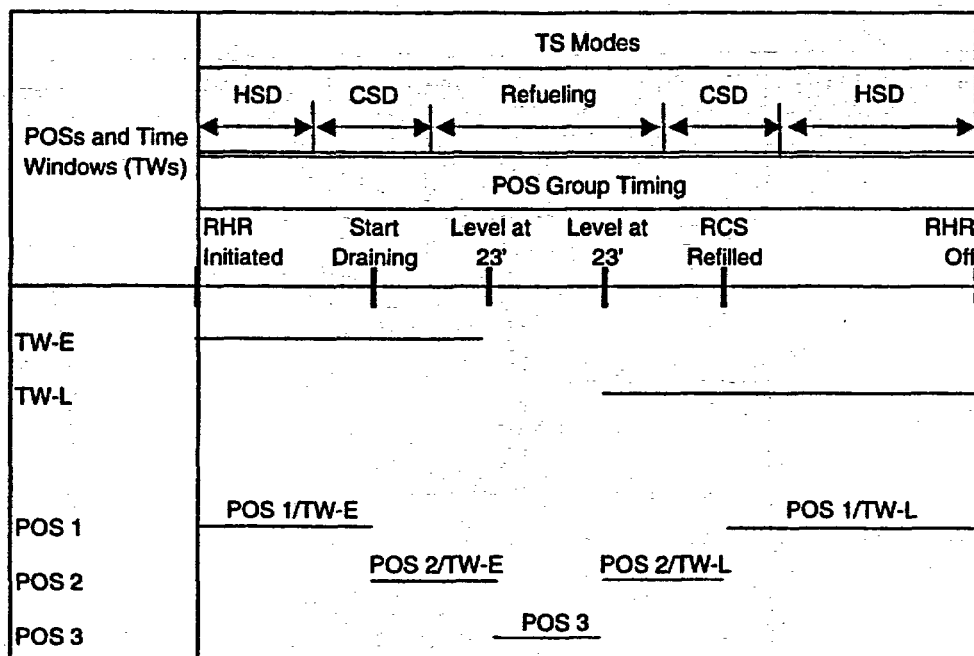 TS Modes
HSD CSD Refueling CSD HSD
POSs and Time
Windows (TWs)
POS Group Timing
RHR Start Level at Level at RCS RHR
Initiated Draining 23' 23' Refilled Off
TW-E
TW-L
POS 1/TW-E POS 1/TW-L
POS 1
POS 2/TW-E POS 2/TW-L
POS 2
POS 3
POS 3